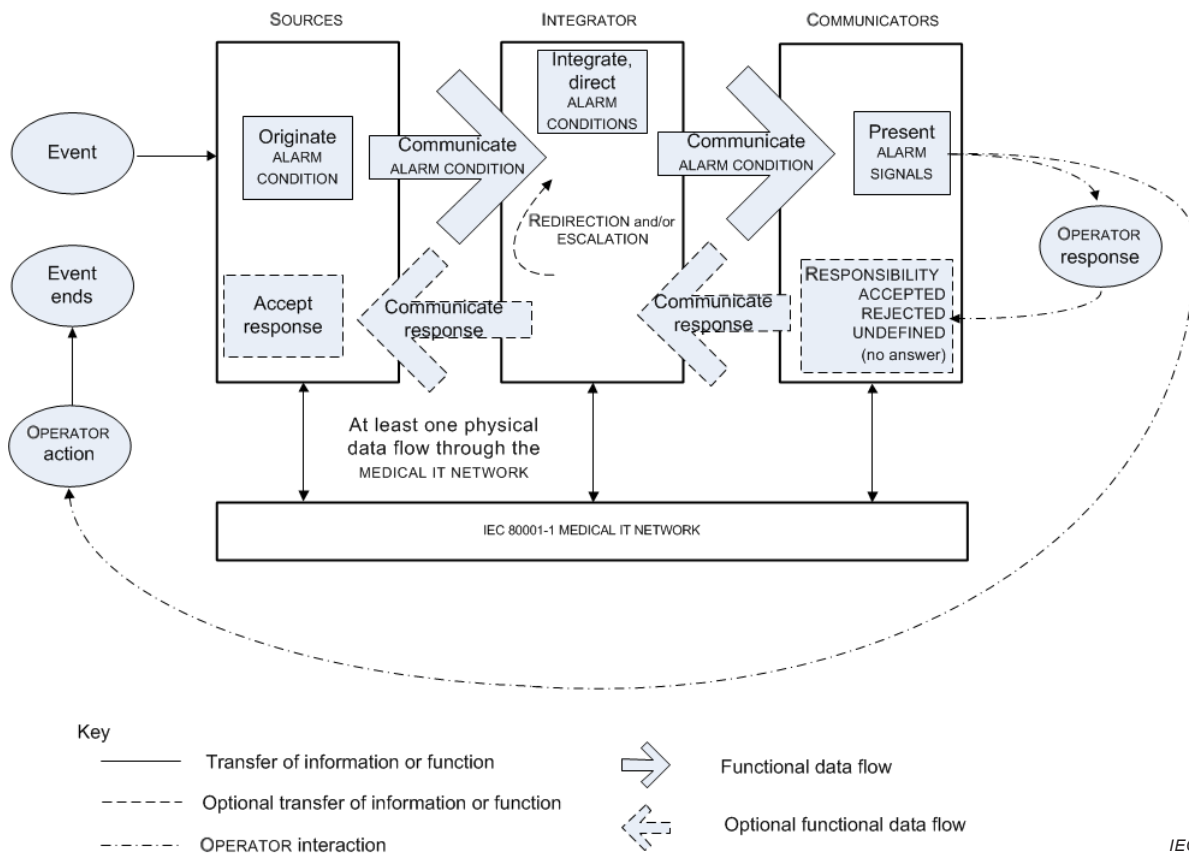 SOURCES
INTEGRATOR
COMMUNICATORS
Event
Originate
ALARM
CONDITION
Communicate
ALARM CONDITION
Integrate,
direct
ALARM
CONDITIONS
Communicate
ALARM CONDITION
Present
ALARM
SIGNALS
REDIRECTION and/or
ESCALATION
OPERATOR
response
Event
ends
Accept
response
Communicate
response
Communicate
response
RESPONSIBILITY
ACCEPTED
REJECTED
UNDEFINED
(no answer)
OPERATOR
action
At least one physical
data flow through the
MEDICAL IT NETWORK
IEC 80001-1 MEDICAL IT NETWORK
Key
Transfer of information or function
Functional data flow
Optional transfer of information or function
Optional functional data flow
OPERATOR interaction
IEC